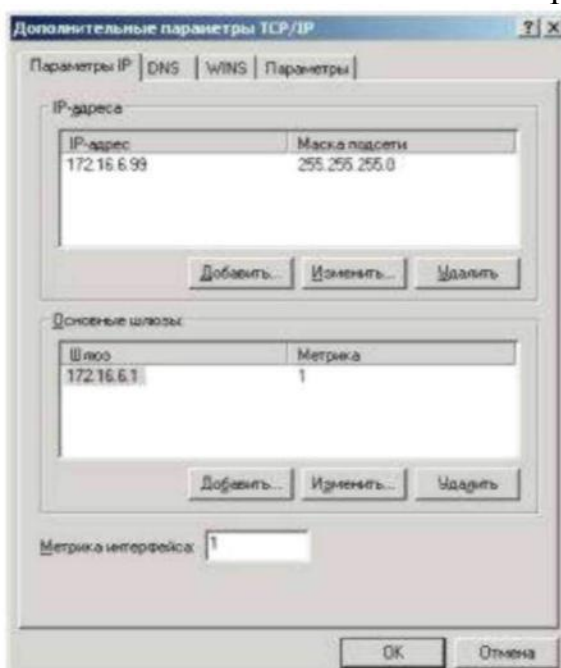 Дополнительные параметры TCP/IP
Параметры IP DNS WINS Параметры
IP-адреса
IP-адрес Маска подсети
172.16.6.99 255.255.255.0
Добавить... Изменить... Удалить
Основные шлюзы:
Шлюз Метрика
172.16.6.1 1
Добавить... Изменить... Удалить
Метрика интерфейса: 1
OK Отмена